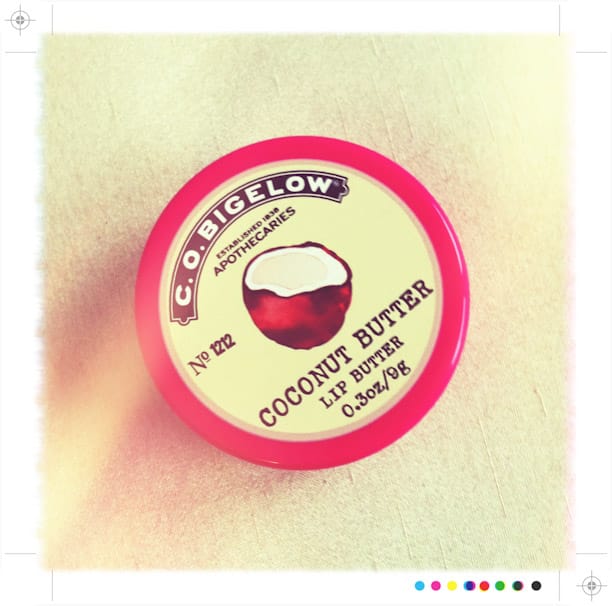 C.O. BIGELOW
ESTABLISHED 1838
APOTHECARIES
Nº 1212
COCONUT BUTTER
LIP BUTTER
0.3oz/9g